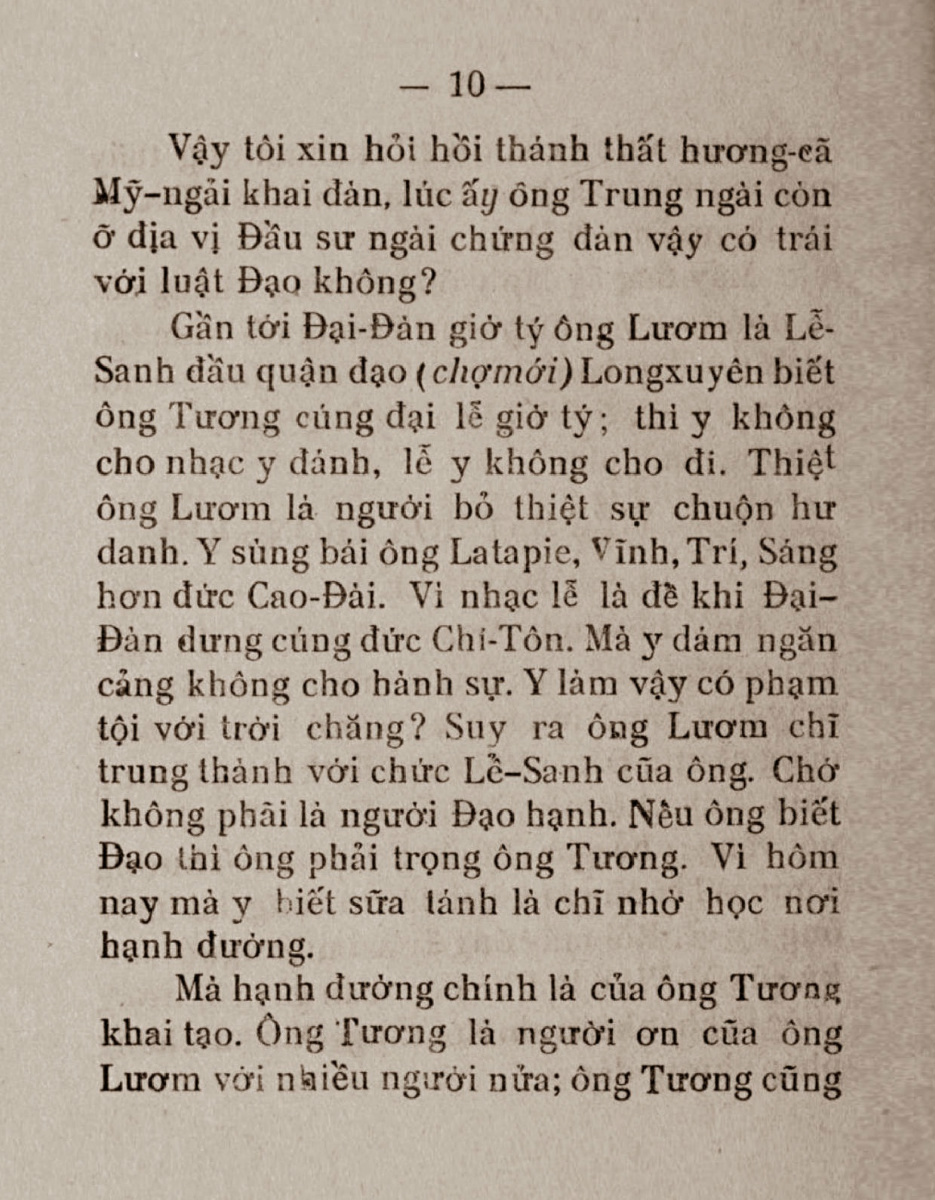 — 10 —
Vậy tôi xin hỏi hồi thánh thất hương-cã
Mỹ-ngải khai đàn, lúc ấy ông Trung ngài còn
ỡ địa vị Đầu sư ngài chứng đàn vậy có trái
với luật Đạo không?
Gần tới Đại-Đàn giờ tý ông Lươm là Lễ-
Sanh đầu quận đạo (chợmới) Longxuyên biết
ông Tương cúng đại lễ giờ tý; thì y không
cho nhạc y đánh, lễ y không cho đi. Thiệt
ông Lươm là người bỏ thiệt sự chuộn hư
danh. Y sùng bái ông Latapie, Vĩnh, Trí, Sáng
hơn đức Cao-Đài. Vì nhạc lễ là đề khi Đại-
Đàn dưng cúng đức Chí-Tôn. Mà y dám ngăn
cảng không cho hành sự. Y làm vậy có phạm
tội với trời chăng? Suy ra ông Lươm chĩ
trung thành với chức Lễ-Sanh cũa ông. Chớ
không phãi là người Đạo hạnh. Nếu ông biết
Đạo thì ông phải trọng ông Tương. Vì hôm
nay mà y biết sữa tánh là chĩ nhờ học nơi
hạnh đường.
Mà hạnh đường chính là của ông Tương
khai tạo. Ông Tương là người ơn cũa ông
Lươm với nhiều người nửa; ông Tương cũng